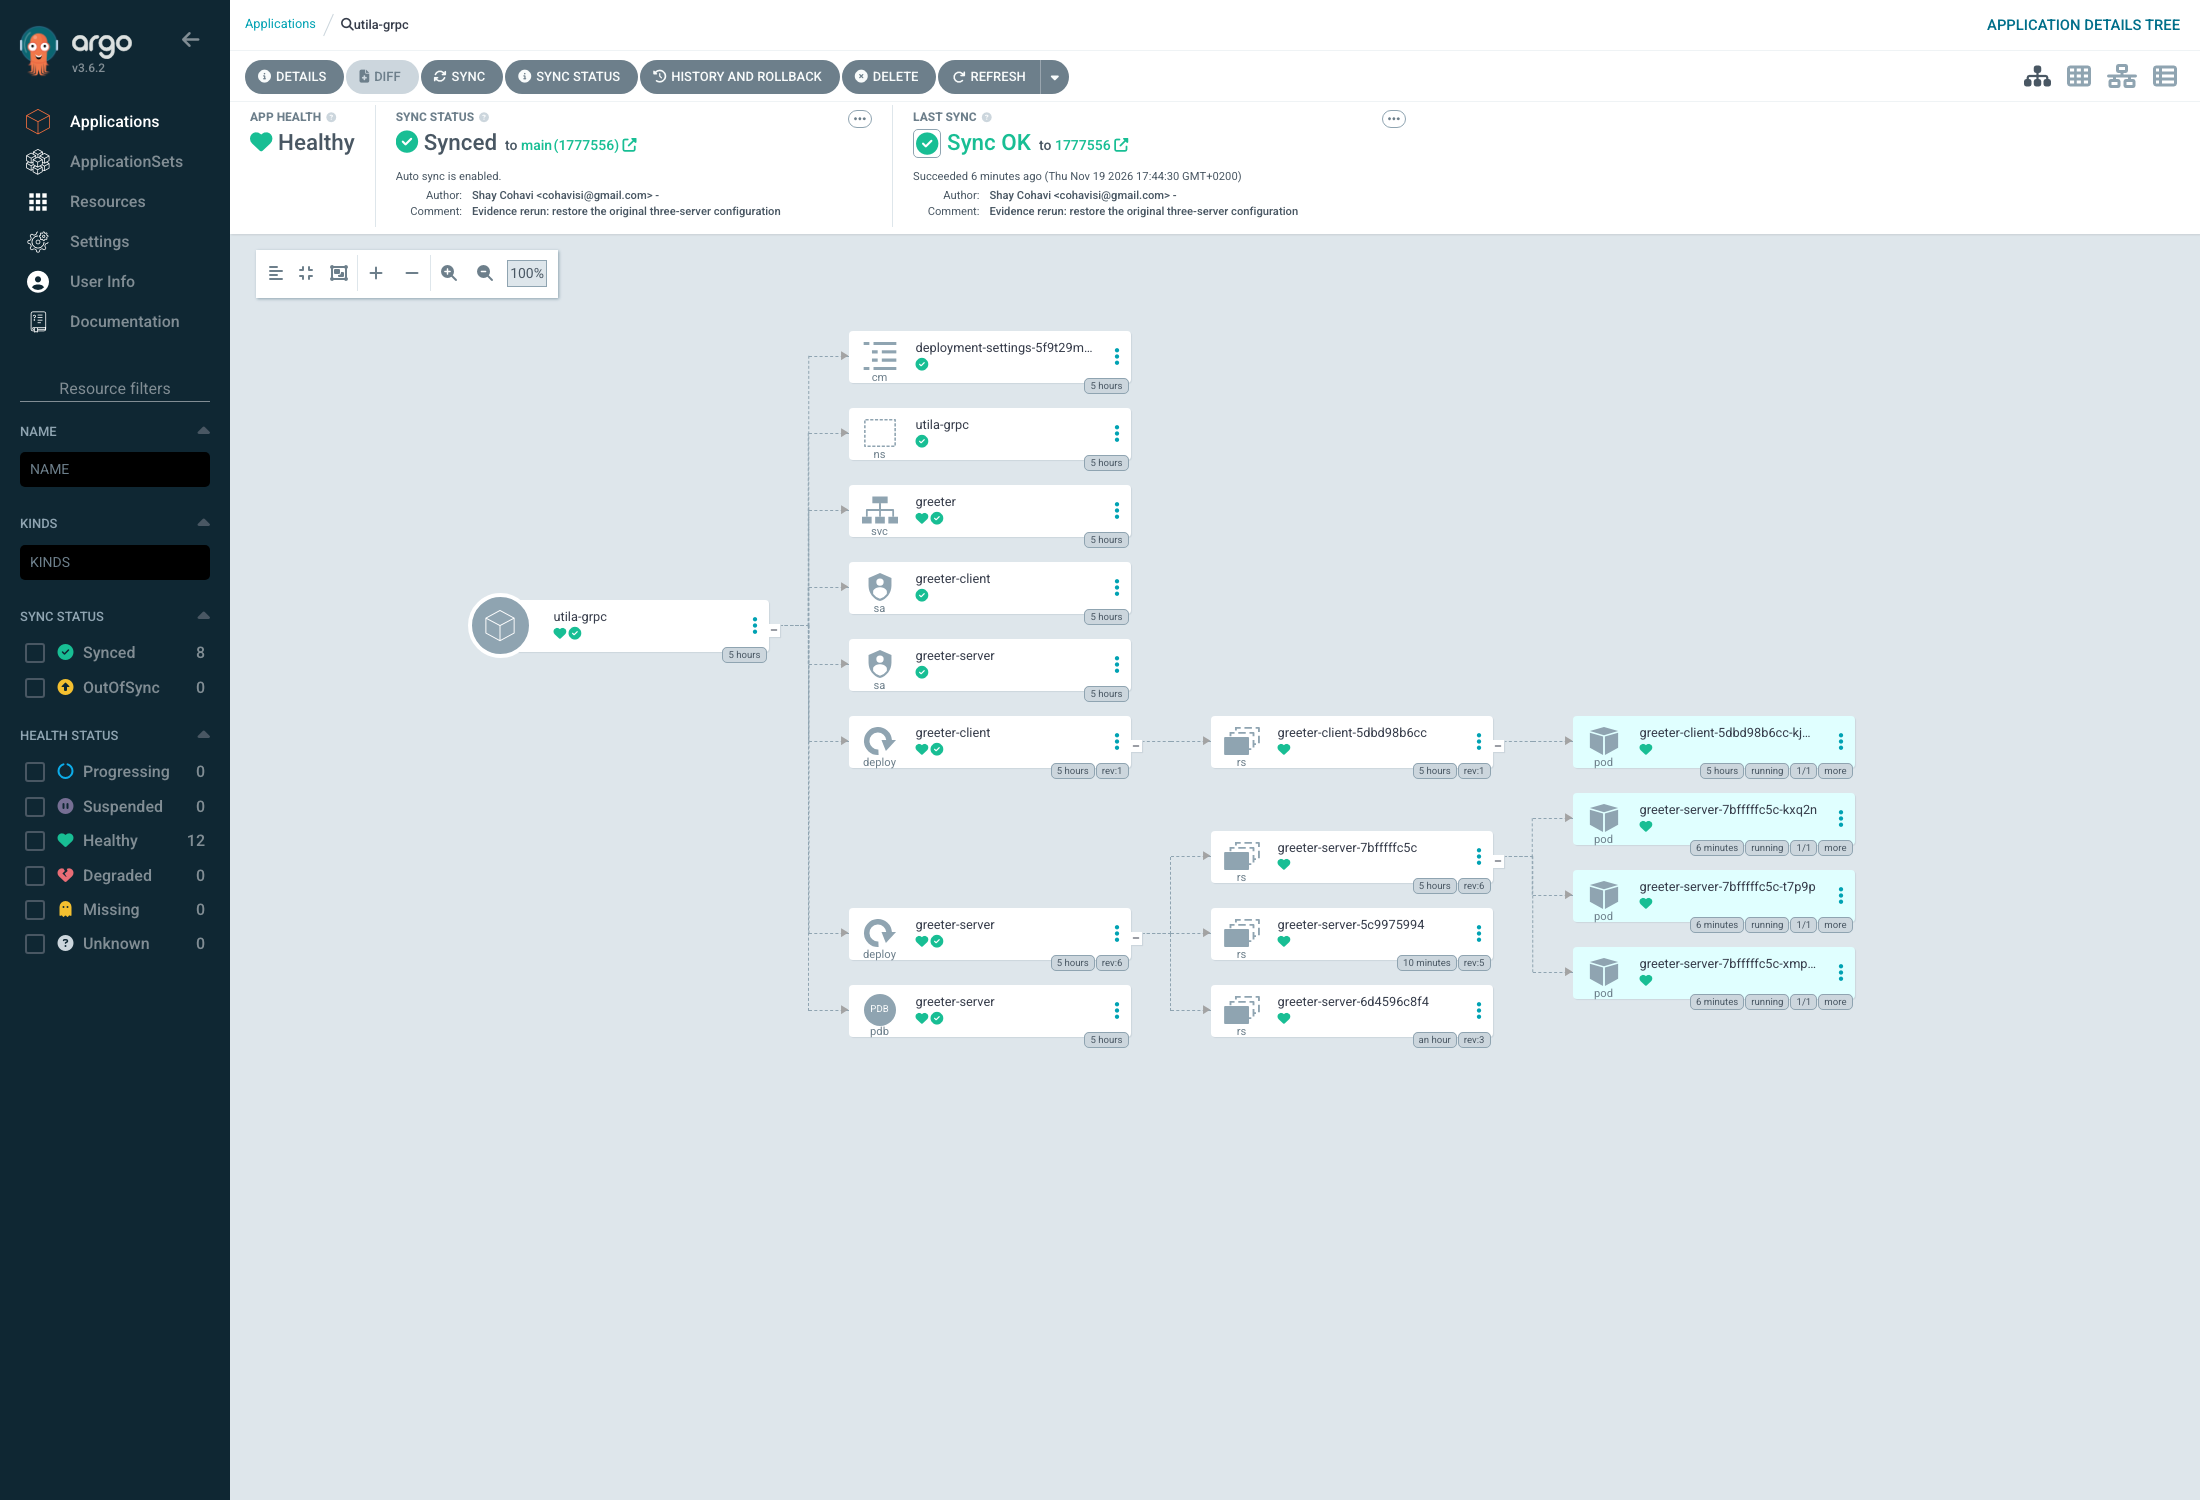 argo
v3.6.2
Applications
ApplicationSets
Resources
Settings
User Info
Documentation
Resource filters
NAME
NAME
KINDS
KINDS
SYNC STATUS
Synced 8
OutOfSync 0
HEALTH STATUS
Progressing 0
Suspended 0
Healthy 12
Degraded 0
Missing 0
Unknown 0
Applications / utila-grpc
APPLICATION DETAILS TREE
DETAILS DIFF SYNC SYNC STATUS HISTORY AND ROLLBACK DELETE REFRESH
APP HEALTH
Healthy
SYNC STATUS
Synced to main (1777556)
Auto sync is enabled.
Author: Shay Cohavi <cohavisi@gmail.com> -
Comment: Evidence rerun: restore the original three-server configuration
LAST SYNC
Sync OK to 1777556
Succeeded 6 minutes ago (Thu Nov 19 2026 17:44:30 GMT+0200)
Author: Shay Cohavi <cohavisi@gmail.com> -
Comment: Evidence rerun: restore the original three-server configuration
100%
utila-grpc
5 hours
deployment-settings-5f9t29m...
cm
5 hours
utila-grpc
ns
5 hours
greeter
svc
5 hours
greeter-client
sa
5 hours
greeter-server
sa
5 hours
greeter-client
deploy
5 hours rev:1
greeter-server
deploy
5 hours rev:6
greeter-server
PDB
pdb
5 hours
greeter-client-5dbd98b6cc
rs
5 hours rev:1
greeter-server-7bfffffc5c
rs
5 hours rev:6
greeter-server-5c9975994
rs
10 minutes rev:5
greeter-server-6d4596c8f4
rs
an hour rev:3
greeter-client-5dbd98b6cc-kj...
pod
5 hours running 1/1 more
greeter-server-7bfffffc5c-kxq2n
pod
6 minutes running 1/1 more
greeter-server-7bfffffc5c-t7p9p
pod
6 minutes running 1/1 more
greeter-server-7bfffffc5c-xmp...
pod
6 minutes running 1/1 more